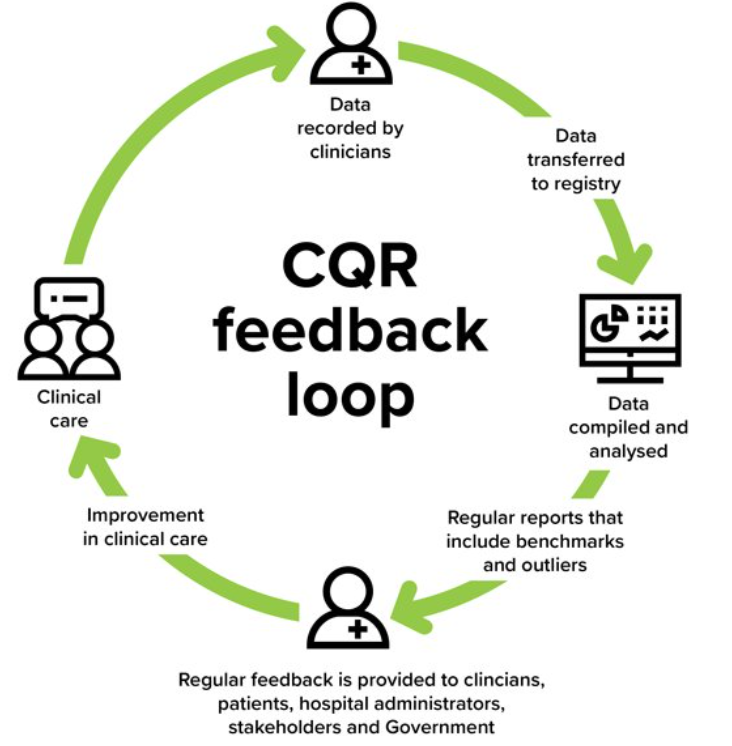 Data
recorded by
clinicians
Data
transferred
to registry
CQR
feedback
loop
Data
compiled and
analysed
Clinical
care
Regular reports that
include benchmarks
and outliers
Improvement
in clinical care
Regular feedback is provided to clincians,
patients, hospital administrators,
stakeholders and Government